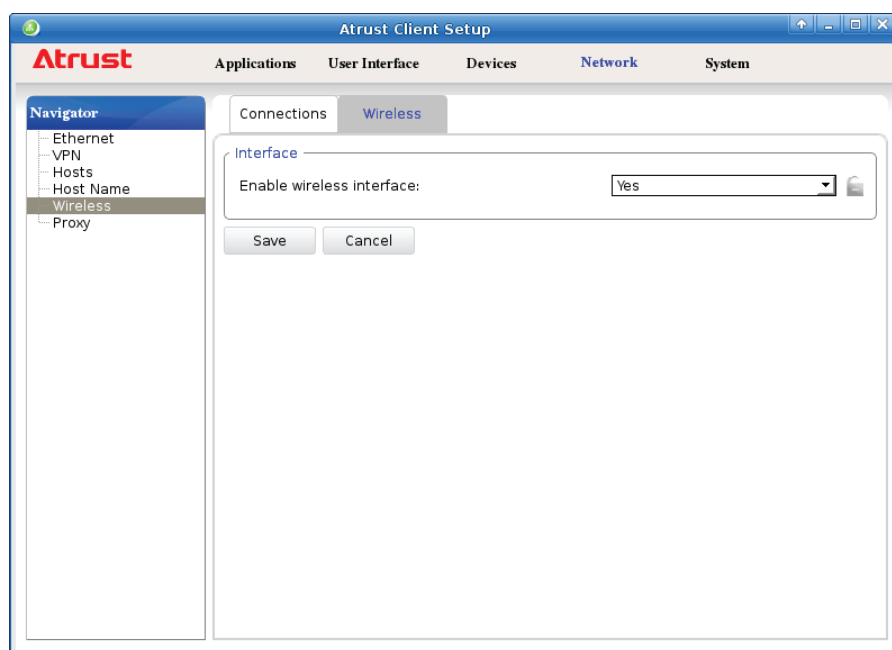 Atrust Client Setup
Atrust
Applications User Interface Devices Network System
Navigator
Ethernet
VPN
Hosts
Host Name
Wireless
Proxy
Connections Wireless
Interface
Enable wireless interface: Yes
Save Cancel